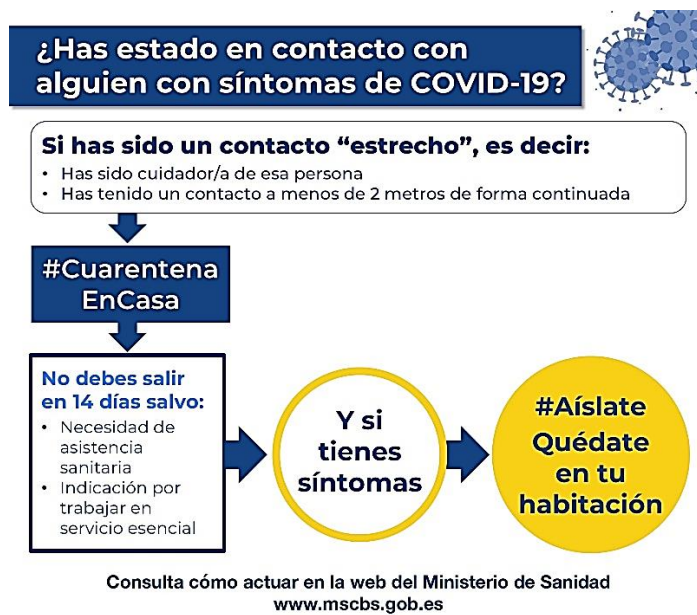 ¿Has estado en contacto con
alguien con síntomas de COVID-19?
Si has sido un contacto “estrecho”, es decir:
• Has sido cuidador/a de esa persona
• Has tenido un contacto a menos de 2 metros de forma continuada
#Cuarentena
EnCasa
No debes salir
en 14 días salvo:
• Necesidad de
asistencia
sanitaria
• Indicación por
trabajar en
servicio esencial
Y si
tienes
síntomas
#Aíslate
Quédate
en tu
habitación
Consulta cómo actuar en la web del Ministerio de Sanidad
www.mscbs.gob.es